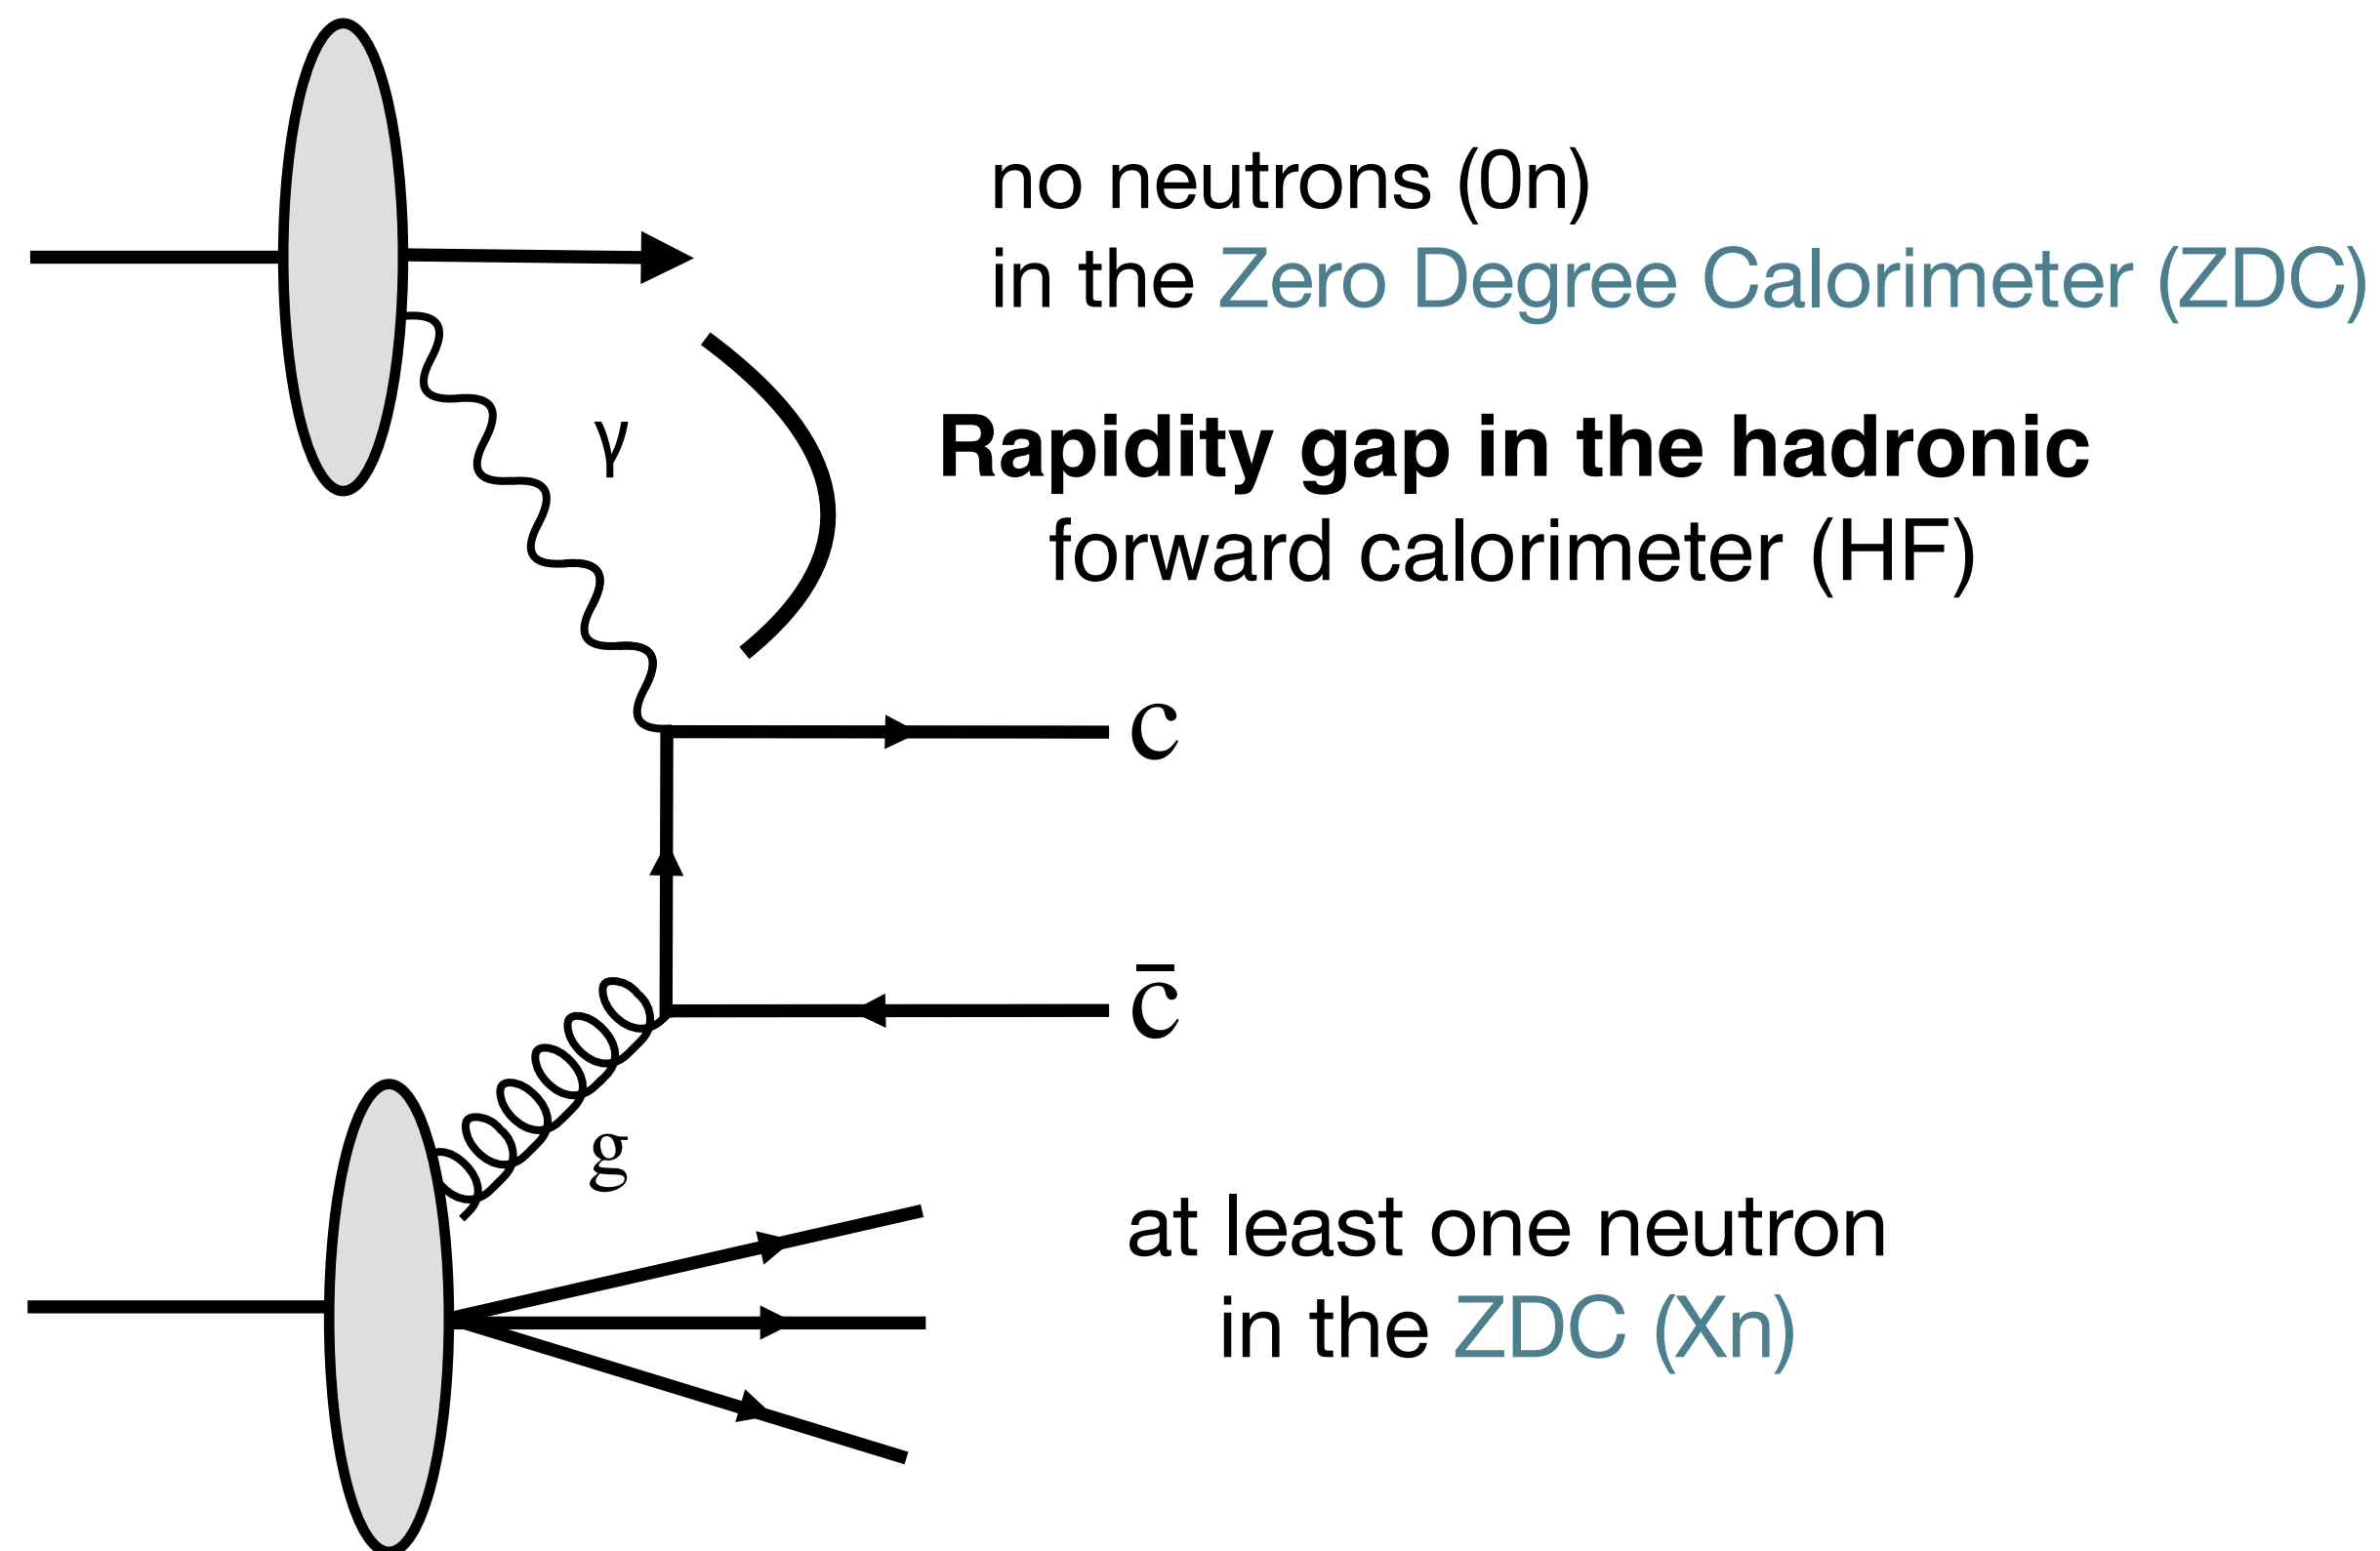 no neutrons (0n)
in the Zero Degree Calorimeter (ZDC)
γ
Rapidity gap in the hadronic
forward calorimeter (HF)
c
c̄
g
at least one neutron
in the ZDC (Xn)